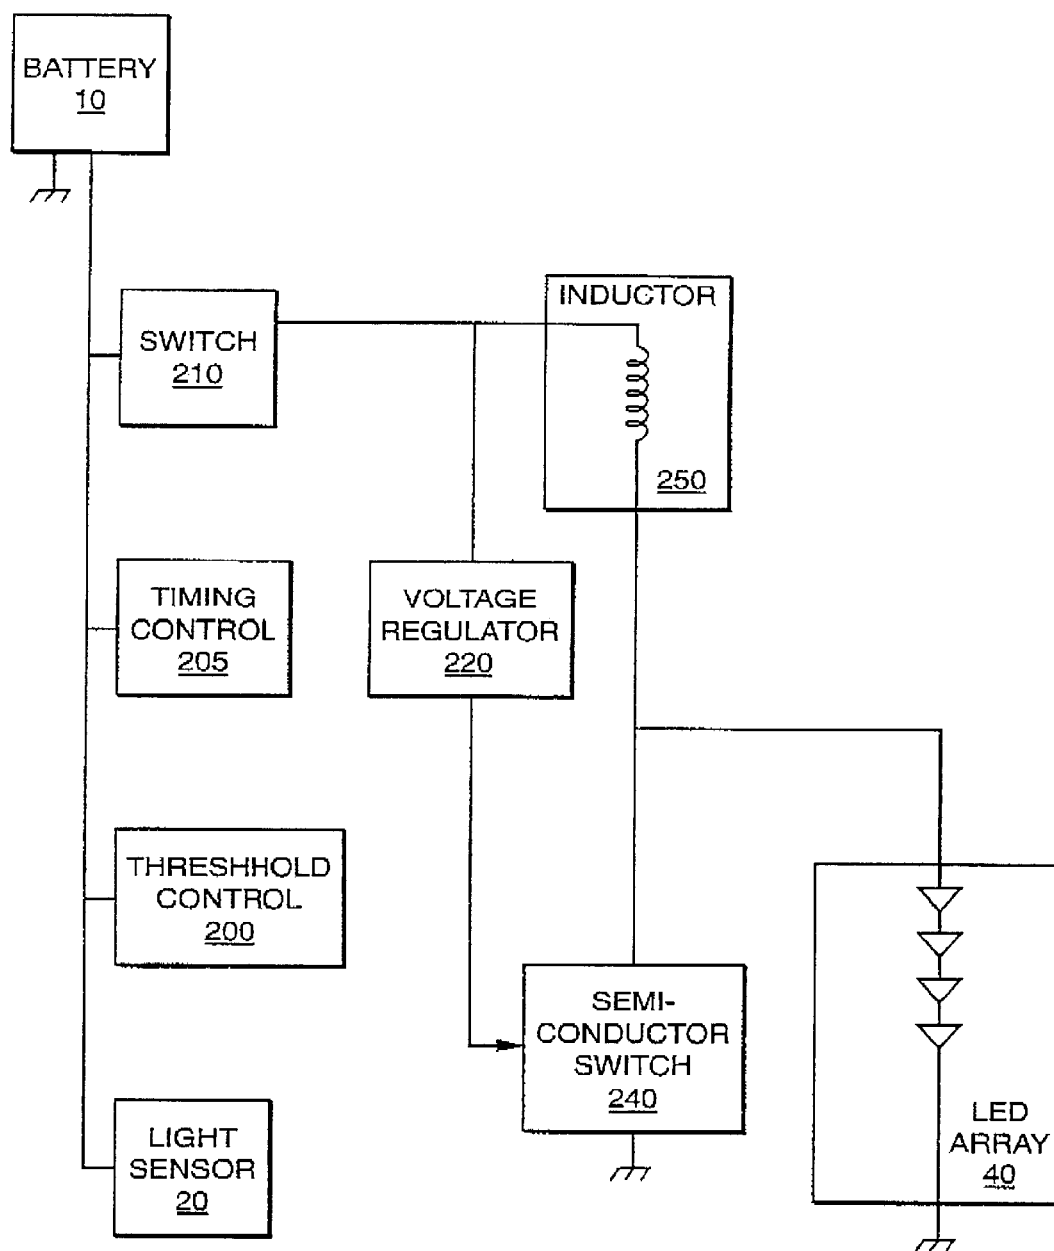 BATTERY
10
SWITCH
210
INDUCTOR
250
TIMING
CONTROL
205
VOLTAGE
REGULATOR
220
THRESHHOLD
CONTROL
200
SEMI-
CONDUCTOR
SWITCH
240
LIGHT
SENSOR
20
LED
ARRAY
40